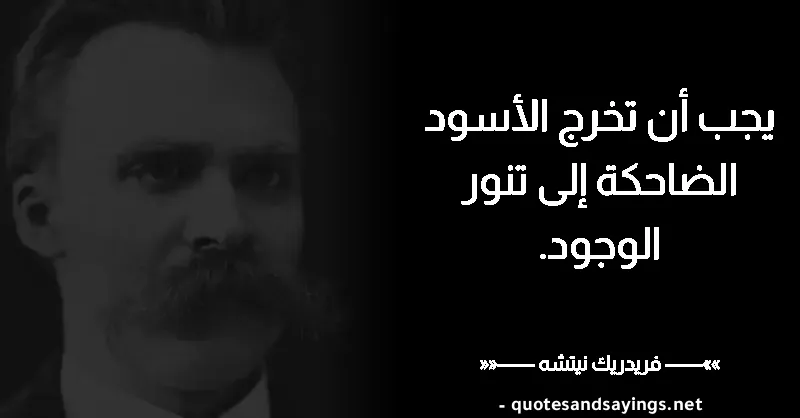 يجب أن تخرج الأسود
الضاحكة إلى تنور
الوجود.
»»—— فريدريك نيتشه ——««
- quotesandsayings.net